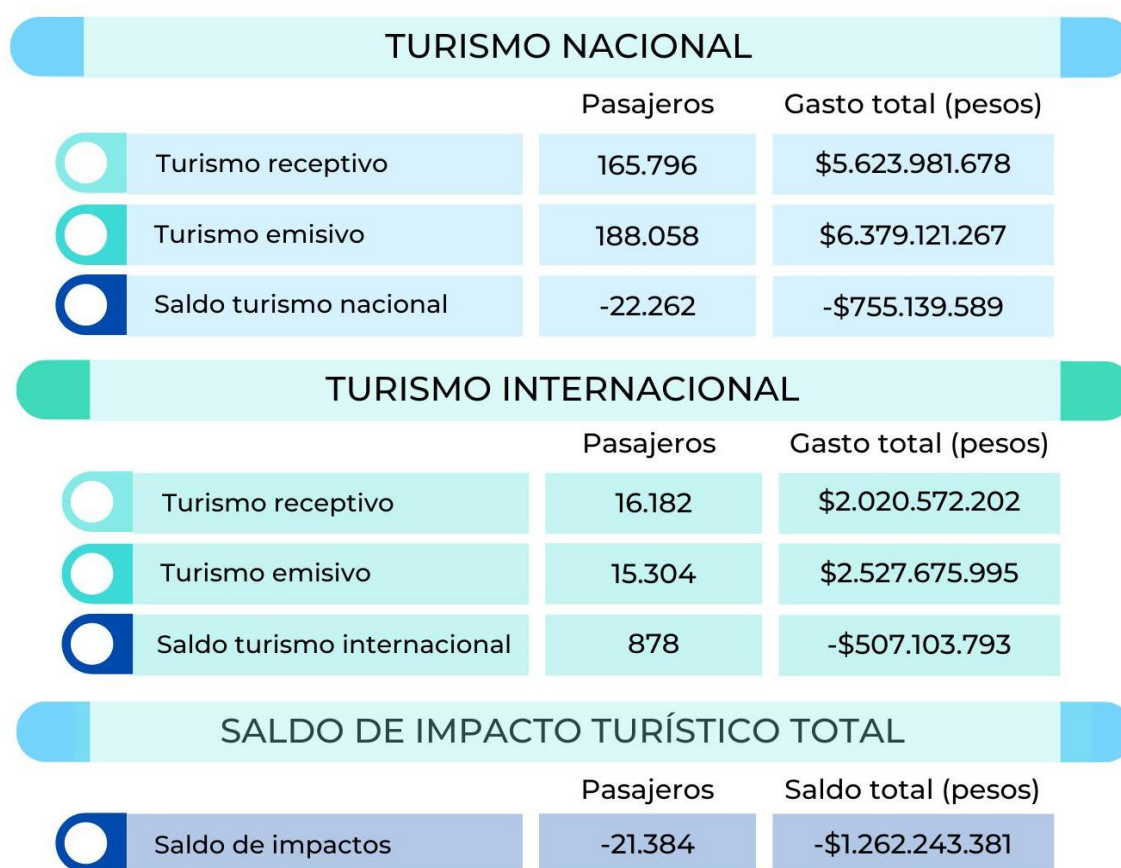 TURISMO NACIONAL
Pasajeros Gasto total (pesos)
Turismo receptivo 165.796 $5.623.981.678
Turismo emisivo 188.058 $6.379.121.267
Saldo turismo nacional -22.262 -$755.139.589
TURISMO INTERNACIONAL
Pasajeros Gasto total (pesos)
Turismo receptivo 16.182 $2.020.572.202
Turismo emisivo 15.304 $2.527.675.995
Saldo turismo internacional 878 -$507.103.793
SALDO DE IMPACTO TURÍSTICO TOTAL
Pasajeros Saldo total (pesos)
Saldo de impactos -21.384 -$1.262.243.381